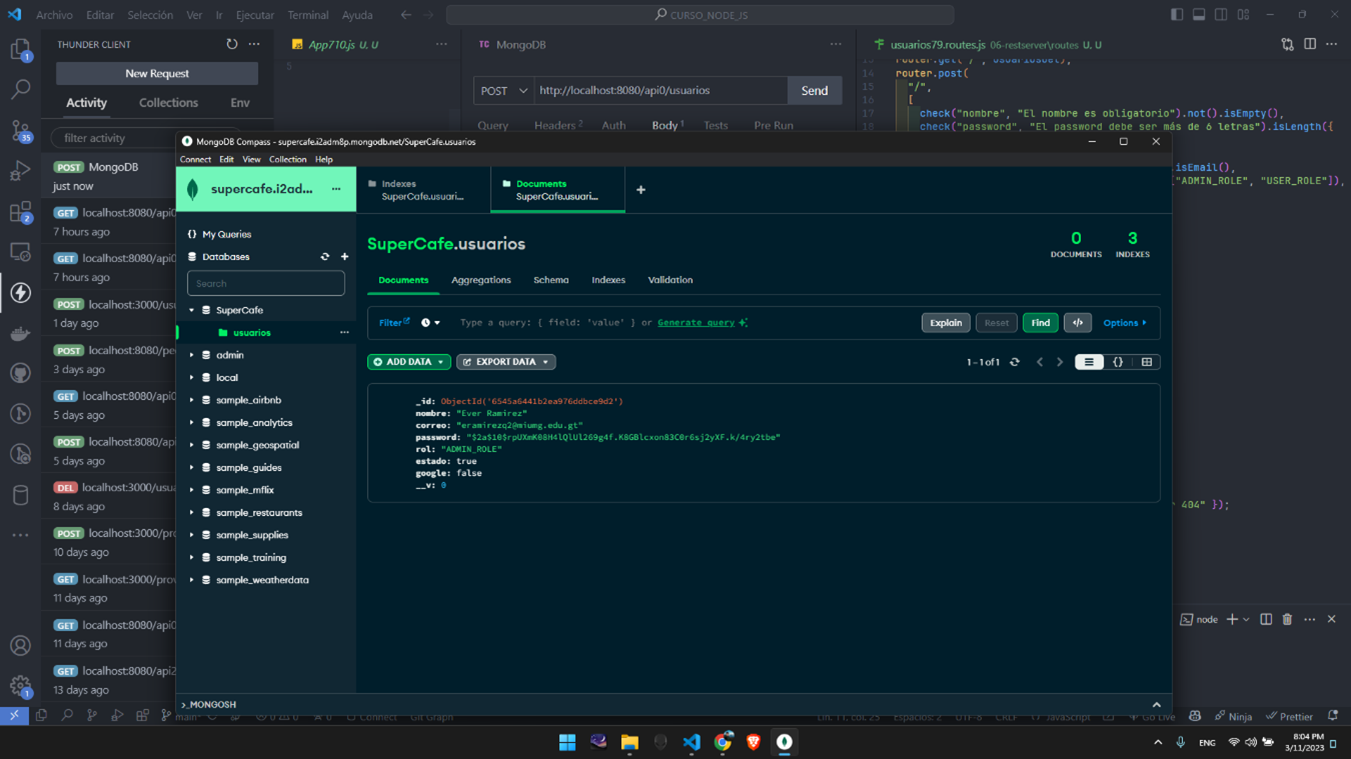 Archivo Editar Selección Ver Ir Ejecutar Terminal Ayuda
CURSO_NODE_JS
THUNDER CLIENT
New Request
Activity Collections Env
filter activity
POST MongoDB
just now
GET localhost:8080/api0
7 hours ago
GET localhost:8080/api0
7 hours ago
POST localhost:3000/usu
1 day ago
POST localhost:8080/pe
3 days ago
GET localhost:8080/api0
5 days ago
POST localhost:8080/api
5 days ago
DEL localhost:3000/usua
8 days ago
POST localhost:3000/pro
10 days ago
GET localhost:3000/prov
11 days ago
GET localhost:8080/api0
11 days ago
GET localhost:8080/api2
13 days ago
App710.js U, U
5
TC MongoDB
POST http://localhost:8080/api0/usuarios Send
Query Headers 2 Auth Body 1 Tests Pre Run
usuarios79.routes.js 06-restserver\routes U, U
14 router.post(
15 "/",
16 [
17 check("nombre", "El nombre es obligatorio").not().isEmpty(),
18 check("password", "El password debe ser más de 6 letras").isLength({
isEmail(),
["ADMIN_ROLE", "USER_ROLE"]),
404" });
node
MongoDB Compass - supercafe.i2adm8p.mongodb.net/SuperCafe.usuarios
Connect Edit View Collection Help
supercafe.i2ad...
Indexes
SuperCafe.usuari...
Documents
SuperCafe.usuari...
My Queries
Databases
Search
SuperCafe
usuarios
admin
local
sample_airbnb
sample_analytics
sample_geospatial
sample_guides
sample_mflix
sample_restaurants
sample_supplies
sample_training
sample_weatherdata
SuperCafe.usuarios
0
DOCUMENTS
3
INDEXES
Documents Aggregations Schema Indexes Validation
Filter Type a query: { field: 'value' } or Generate query Explain Reset Find </> Options
ADD DATA EXPORT DATA 1–1 of 1
_id: ObjectId('6545a6441b2ea976ddbce9d2')
nombre: "Ever Ramirez"
correo: "eramirezq2@miumg.edu.gt"
password: "$2a$10$rpUXmK08H4lQlUl269g4f.K8GBlcxon83C0r6sj2yXF.k/4ry2tbe"
rol: "ADMIN_ROLE"
estado: true
google: false
__v: 0
>_MONGOSH
main Connect Git Graph Ln. 11, col. 25 Espacios: 2 UTF-8 CRLF JavaScript Go Live Ninja Prettier
ENG
8:04 PM
3/11/2023